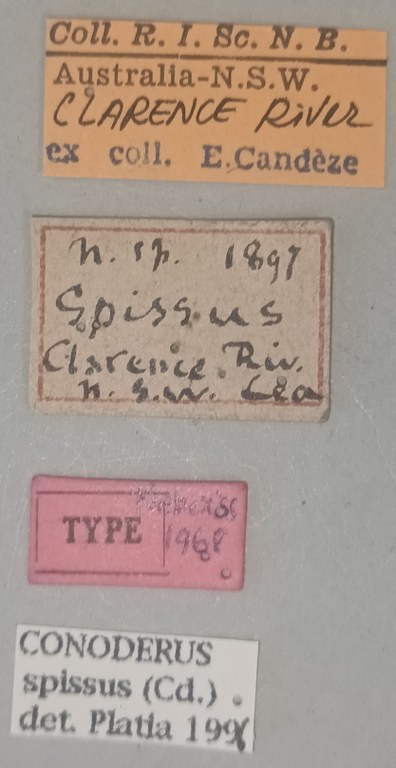 Coll. R. I. Sc. N. B.
Australia-N.S.W.
CLARENCE RIVER
ex coll. E.Candèze
n. sp. 1897
Spissus
Clarence. Riv.
n. S.W. Lea
TYPE
1968
CONODERUS
spissus (Cd.) .
det. Platia 199